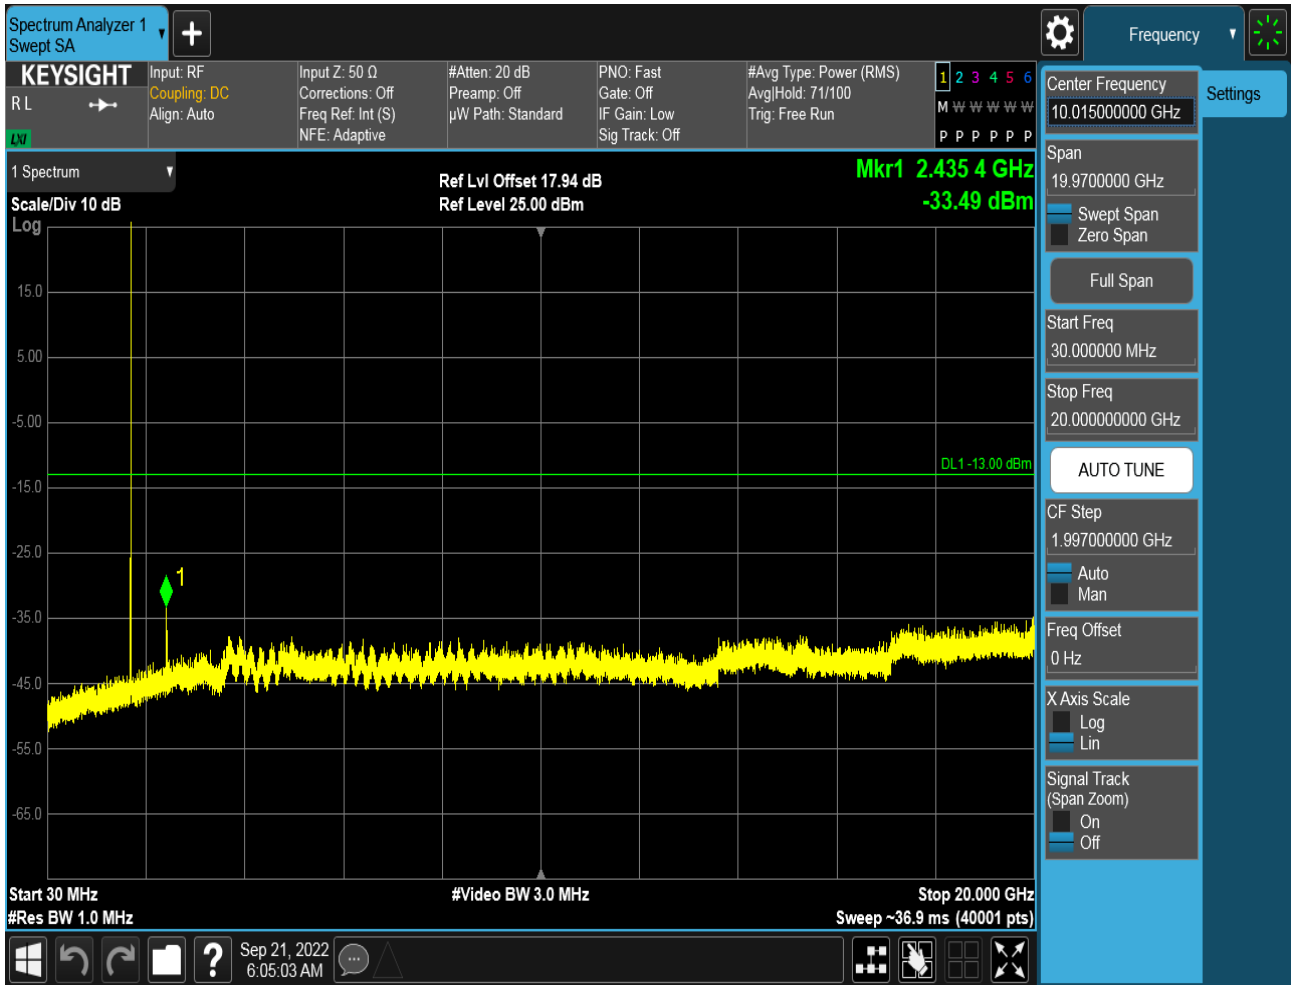 Spectrum Analyzer 1
Swept SA
Frequency
KEYSIGHT
R L
LXI
Input: RF
Coupling: DC
Align: Auto
Input Z: 50 Ω
Corrections: Off
Freq Ref: Int (S)
NFE: Adaptive
#Atten: 20 dB
Preamp: Off
µW Path: Standard
PNO: Fast
Gate: Off
IF Gain: Low
Sig Track: Off
#Avg Type: Power (RMS)
Avg|Hold: 71/100
Trig: Free Run
1 2 3 4 5 6
M W W W W W
P P P P P P
1 Spectrum
Scale/Div 10 dB
Log
Ref Lvl Offset 17.94 dB
Ref Level 25.00 dBm
Mkr1 2.435 4 GHz
-33.49 dBm
15.0
5.00
-5.00
-15.0
-25.0
-35.0
-45.0
-55.0
-65.0
DL1 -13.00 dBm
1
Start 30 MHz
#Res BW 1.0 MHz
#Video BW 3.0 MHz
Stop 20.000 GHz
Sweep ~36.9 ms (40001 pts)
Sep 21, 2022
6:05:03 AM
Center Frequency
10.015000000 GHz
Settings
Span
19.9700000 GHz
Swept Span
Zero Span
Full Span
Start Freq
30.000000 MHz
Stop Freq
20.000000000 GHz
AUTO TUNE
CF Step
1.997000000 GHz
Auto
Man
Freq Offset
0 Hz
X Axis Scale
Log
Lin
Signal Track
(Span Zoom)
On
Off